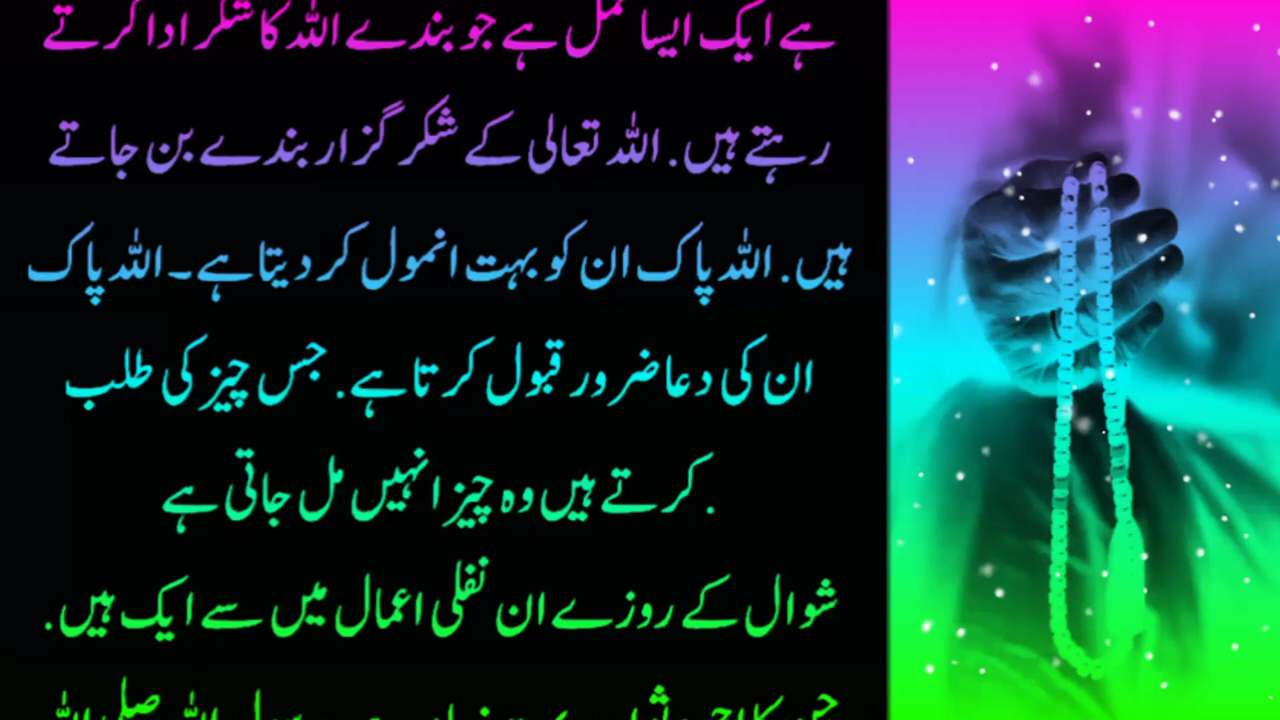 ہے ایک ایسا عمل ہے جو بندے اللہ کا شکر ادا کرتے
رہتے ہیں. اللہ تعالی کے شکر گزار بندے بن جاتے
ہیں. اللہ پاک ان کو بہت انمول کر دیتا ہے۔ اللہ پاک
ان کی دعا ضرور قبول کرتا ہے. جس چیز کی طلب
کرتے ہیں وہ چیز انہیں مل جاتی ہے .
شوال کے روزے ان نفلی اعمال میں سے ایک ہیں.